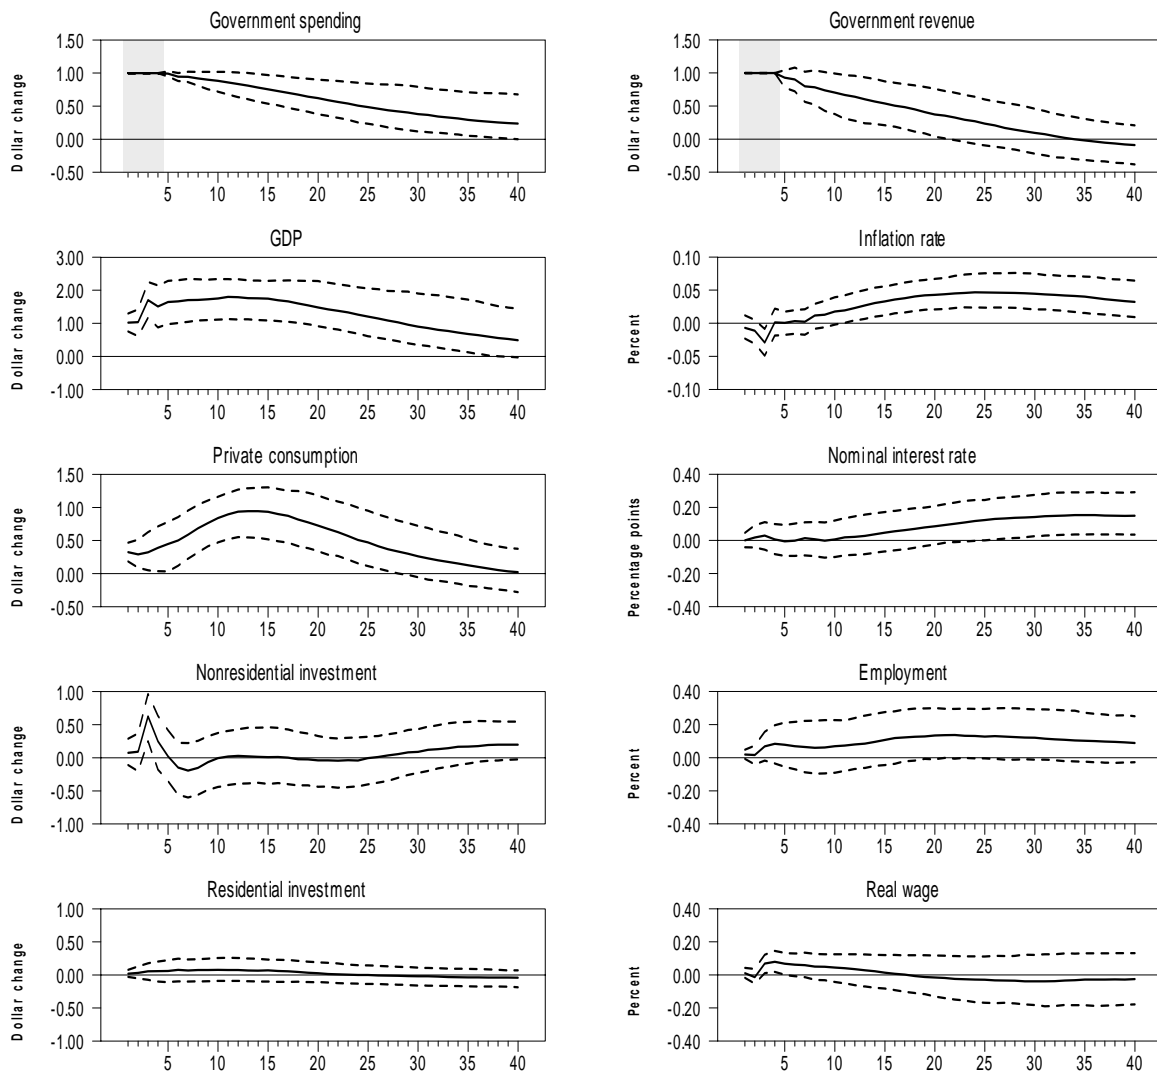 Government spending
1.50
1.00
0.50
0.00
-0.50
Dollar change
5 10 15 20 25 30 35 40
Government revenue
1.50
1.00
0.50
0.00
-0.50
Dollar change
5 10 15 20 25 30 35 40
GDP
3.00
2.00
1.00
0.00
-1.00
Dollar change
5 10 15 20 25 30 35 40
Inflation rate
0.10
0.05
0.00
-0.05
-0.10
Percent
5 10 15 20 25 30 35 40
Private consumption
1.50
1.00
0.50
0.00
-0.50
Dollar change
5 10 15 20 25 30 35 40
Nominal interest rate
0.40
0.20
0.00
-0.20
-0.40
Percentage points
5 10 15 20 25 30 35 40
Nonresidential investment
1.00
0.50
0.00
-0.50
-1.00
Dollar change
5 10 15 20 25 30 35 40
Employment
0.40
0.20
0.00
-0.20
-0.40
Percent
5 10 15 20 25 30 35 40
Residential investment
1.00
0.50
0.00
-0.50
-1.00
Dollar change
5 10 15 20 25 30 35 40
Real wage
0.40
0.20
0.00
-0.20
-0.40
Percent
5 10 15 20 25 30 35 40